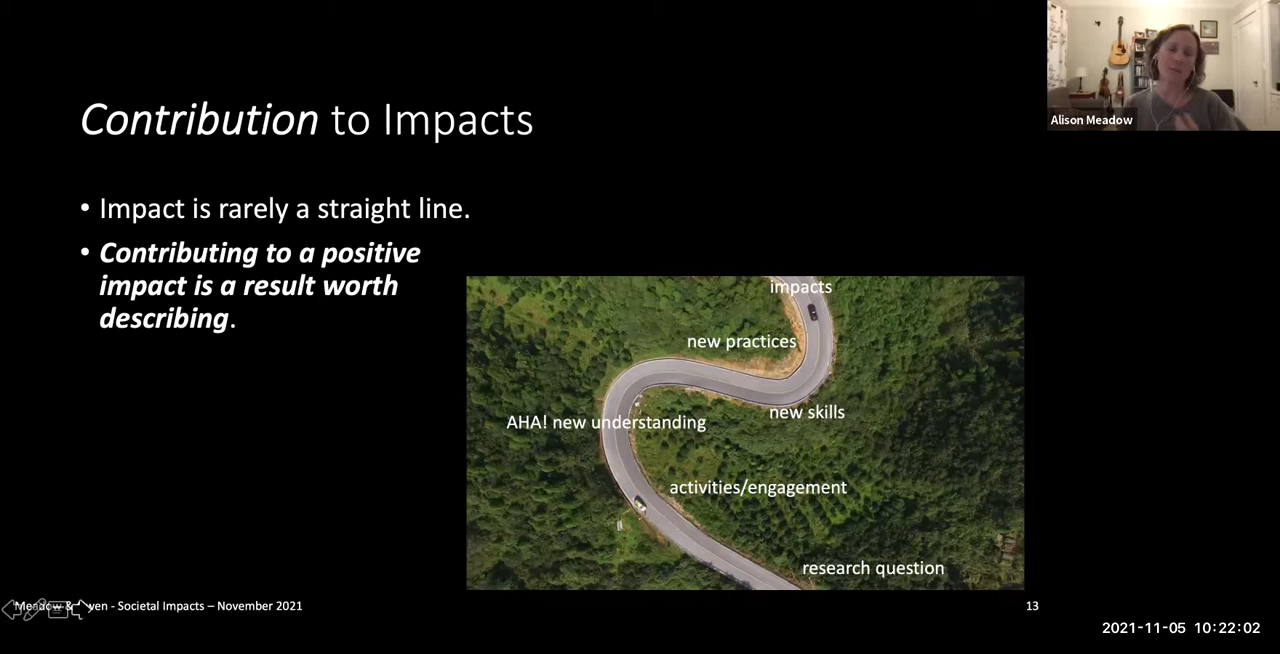 Contribution to Impacts
Alison Meadow
• Impact is rarely a straight line.
• Contributing to a positive
impact is a result worth
describing.
impacts
new practices
new skills
AHA! new understanding
activities/engagement
research question
Meadow & ven - Societal Impacts – November 2021
13
2021-11-05 10:22:02